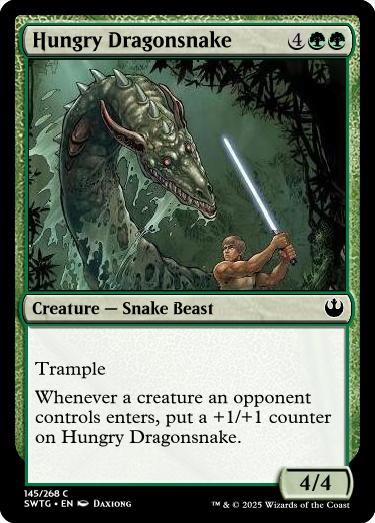 Hungry Dragonsnake 4
Creature — Snake Beast
Trample
Whenever a creature an opponent
controls enters, put a +1/+1 counter
on Hungry Dragonsnake.
4/4
145/268 C
SWTG • EN Daxiong
™ & © 2025 Wizards of the Coast